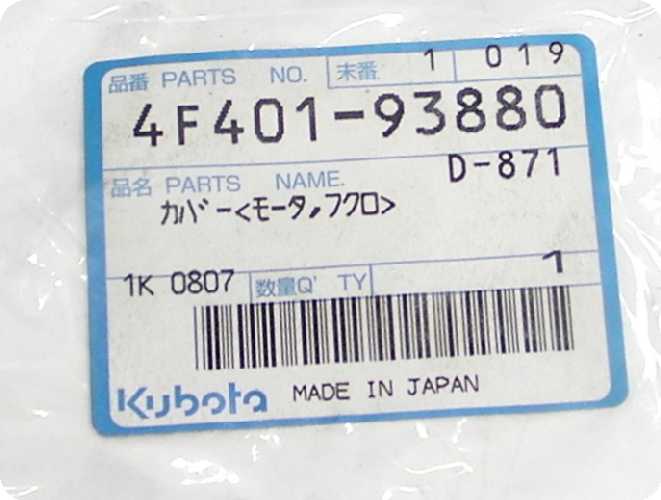 品番 PARTS NO. 末番 1 019
4F401-93880
品名 PARTS NAME. D-871
カバー<モータ,フクロ>
1K 0807 数量Q' TY 1
Kubota MADE IN JAPAN